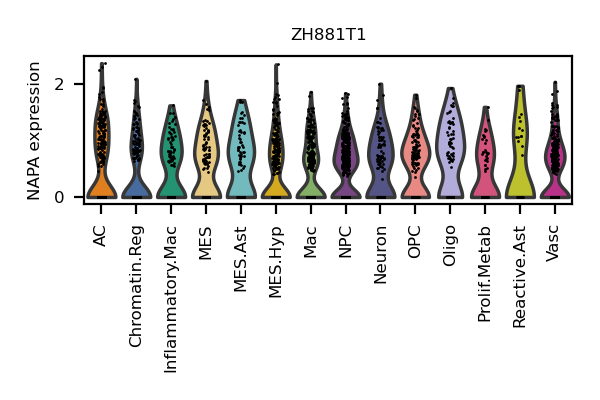 ZH881T1
NAPA expression
2
0
AC
Chromatin.Reg
Inflammatory.Mac
MES
MES.Ast
MES.Hyp
Mac
NPC
Neuron
OPC
Oligo
Prolif.Metab
Reactive.Ast
Vasc